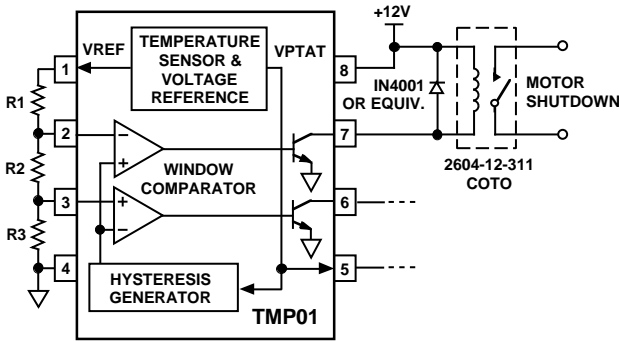 +12V
VREF
TEMPERATURE
SENSOR &
VOLTAGE
REFERENCE
VPTAT
1
8
R1
IN4001
OR EQUIV.
MOTOR
SHUTDOWN
2
–
+
7
R2
WINDOW
COMPARATOR
2604-12-311
COTO
3
+
–
6
R3
4
5
HYSTERESIS
GENERATOR
TMP01